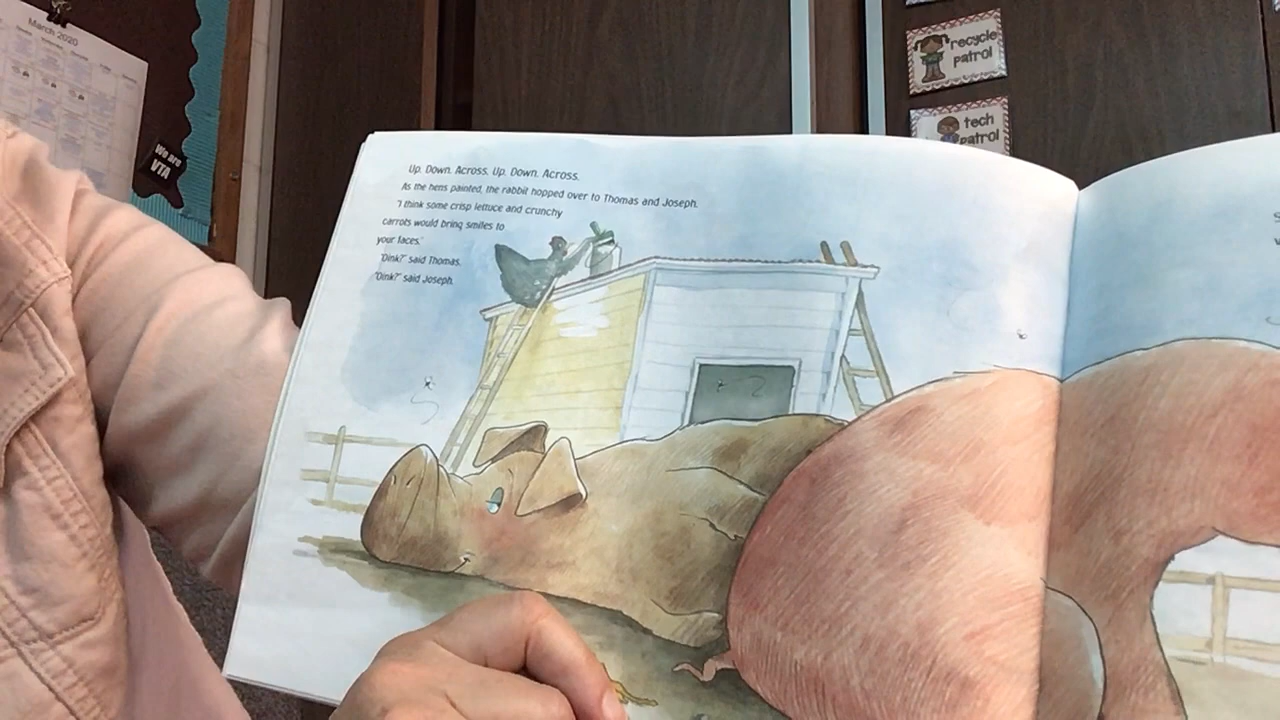 March 2020
We are
VTA
recycle
patrol
tech
patrol
Up. Down. Across. Up. Down. Across.
As the hens painted, the rabbit hopped over to Thomas and Joseph.
"I think some crisp lettuce and crunchy
carrots would bring smiles to
your faces."
"Oink?" said Thomas.
"Oink?" said Joseph.